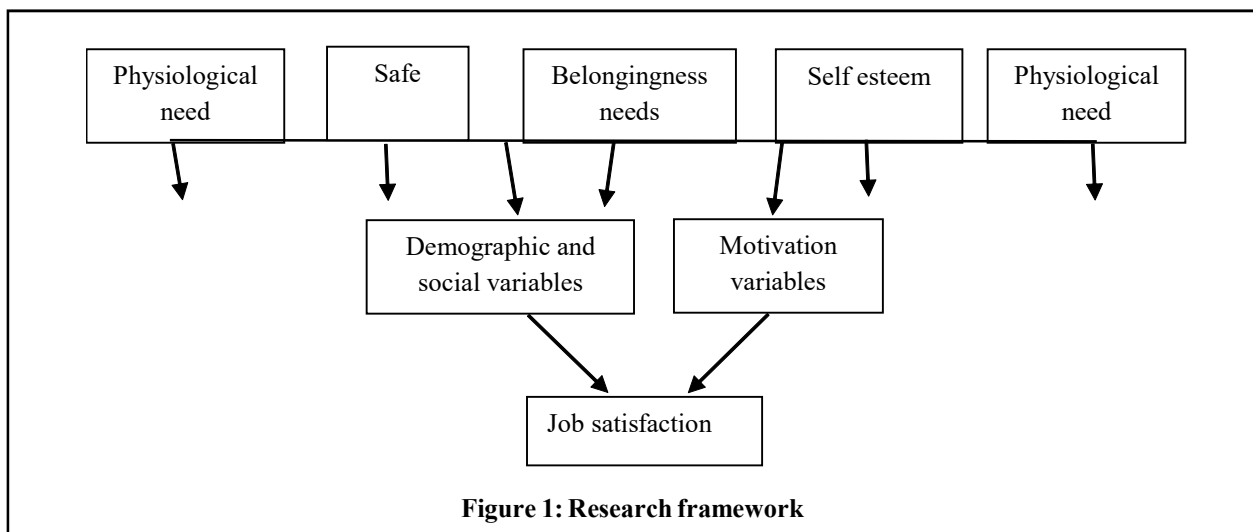 Physiological
need
Safe
Belongingness
needs
Self esteem
Physiological
need
Demographic and
social variables
Motivation
variables
Job satisfaction
Figure 1: Research framework